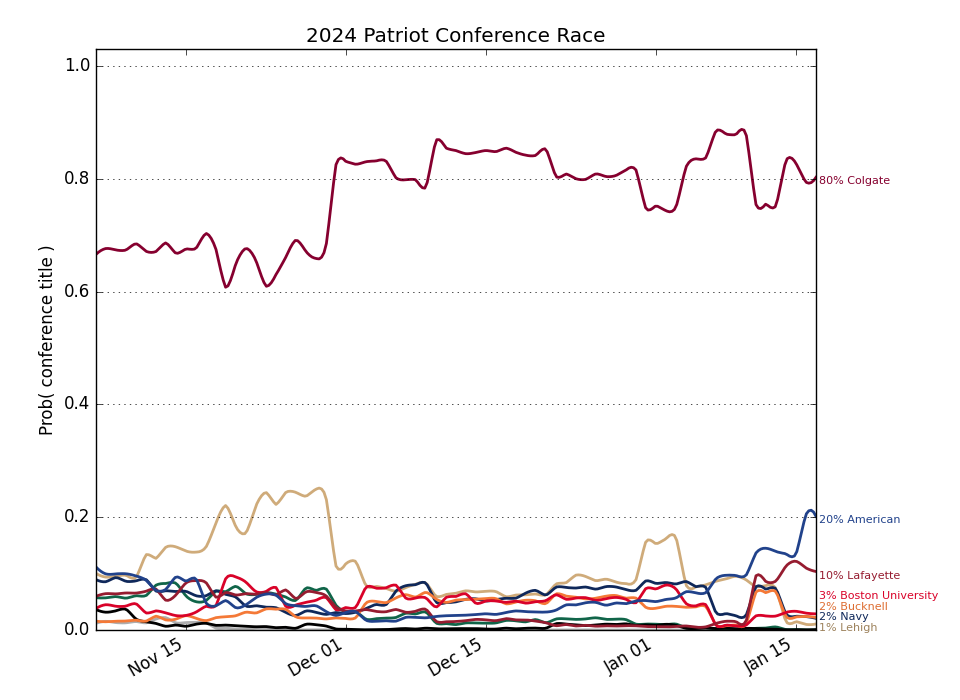 2024 Patriot Conference Race
Prob( conference title )
1.0
0.8
0.6
0.4
0.2
0.0
80% Colgate
20% American
10% Lafayette
3% Boston University
2% Bucknell
2% Navy
1% Lehigh
Nov 15
Dec 01
Dec 15
Jan 01
Jan 15